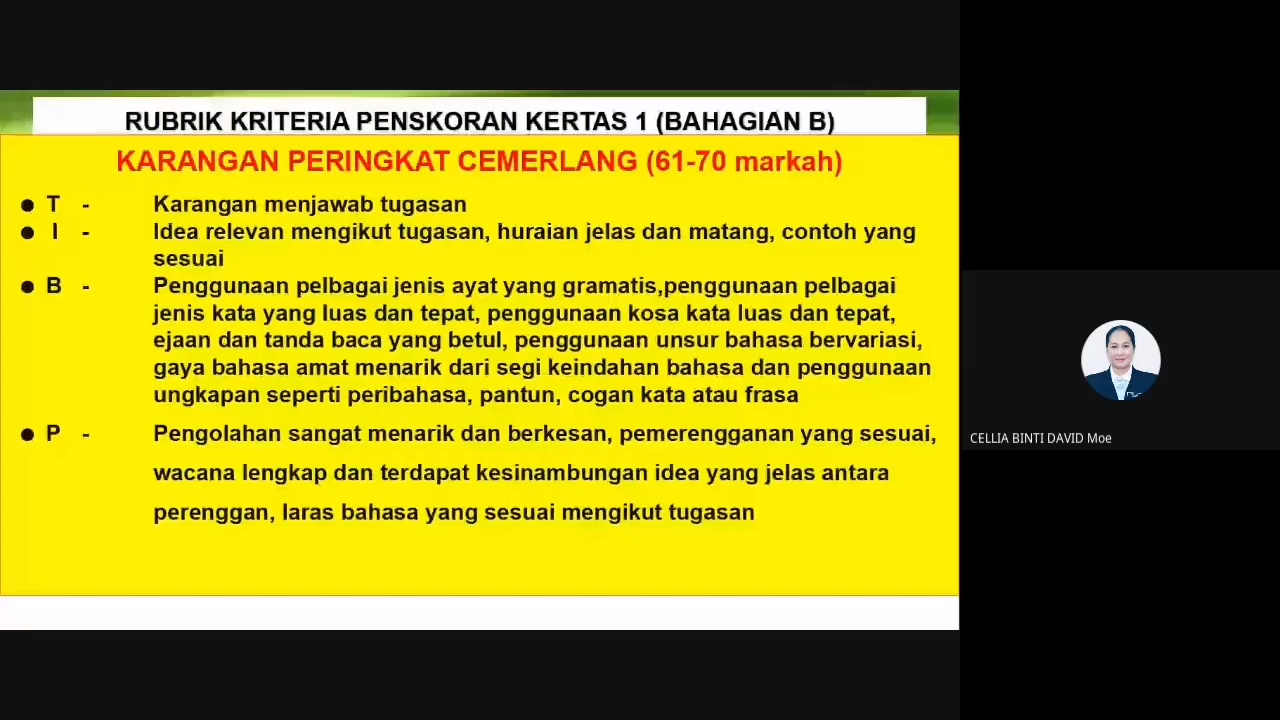 RUBRIK KRITERIA PENSKORAN KERTAS 1 (BAHAGIAN B)
KARANGAN PERINGKAT CEMERLANG (61-70 markah)
● T - Karangan menjawab tugasan
● I - Idea relevan mengikut tugasan, huraian jelas dan matang, contoh yang
sesuai
● B - Penggunaan pelbagai jenis ayat yang gramatis,penggunaan pelbagai
jenis kata yang luas dan tepat, penggunaan kosa kata luas dan tepat,
ejaan dan tanda baca yang betul, penggunaan unsur bahasa bervariasi,
gaya bahasa amat menarik dari segi keindahan bahasa dan penggunaan
ungkapan seperti peribahasa, pantun, cogan kata atau frasa
● P - Pengolahan sangat menarik dan berkesan, pemerengganan yang sesuai,
wacana lengkap dan terdapat kesinambungan idea yang jelas antara
perenggan, laras bahasa yang sesuai mengikut tugasan
CELLIA BINTI DAVID Moe